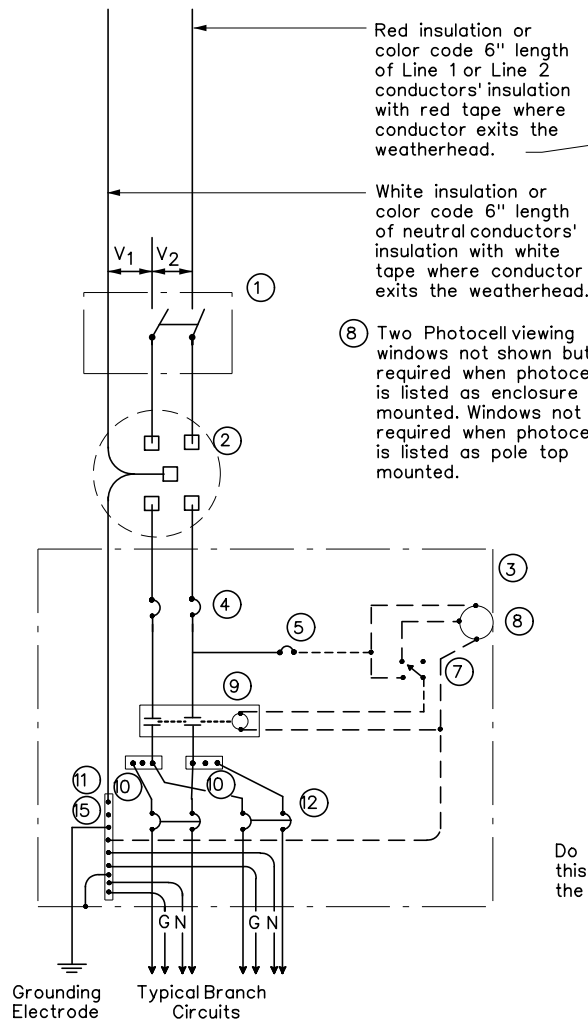 Red insulation or
color code 6" length
of Line 1 or Line 2
conductors' insulation
with red tape where
conductor exits the
weatherhead.
White insulation or
color code 6" length
of neutral conductors'
insulation with white
tape where conductor
exits the weatherhead.
V1 V2
1
8 Two Photocell viewing
windows not shown but
required when photoce
is listed as enclosure
mounted. Windows not
required when photoce
is listed as pole top
mounted.
2
3
4
5
8
7
9
11
10
10
12
15
Do
this
the
G N G N
Grounding
Electrode
Typical Branch
Circuits